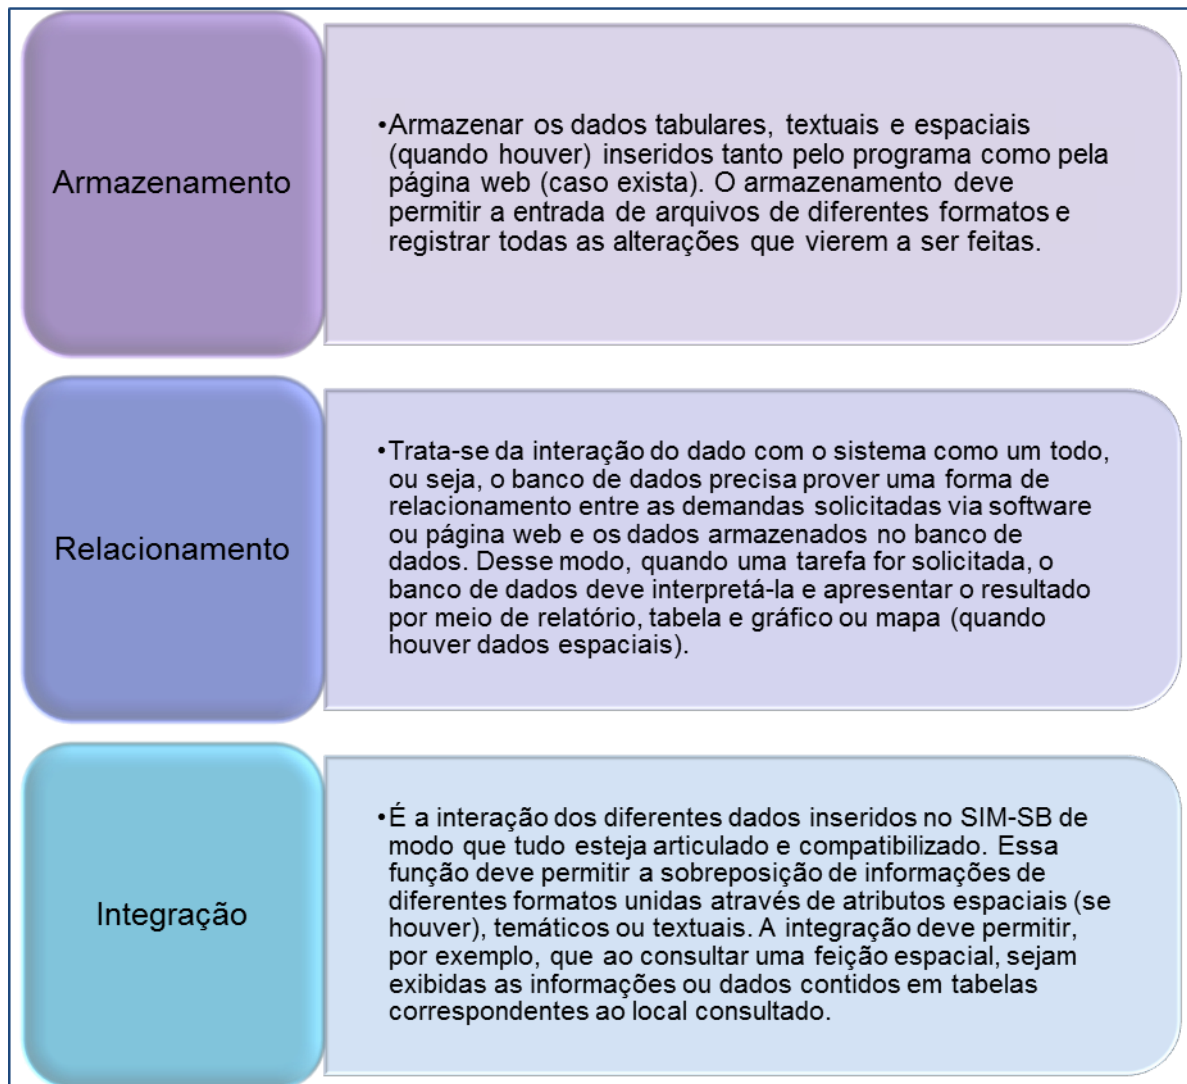 Armazenamento
•Armazenar os dados tabulares, textuais e espaciais
(quando houver) inseridos tanto pelo programa como pela
página web (caso exista). O armazenamento deve
permitir a entrada de arquivos de diferentes formatos e
registrar todas as alterações que vierem a ser feitas.
Relacionamento
•Trata-se da interação do dado com o sistema como um todo,
ou seja, o banco de dados precisa prover uma forma de
relacionamento entre as demandas solicitadas via software
ou página web e os dados armazenados no banco de
dados. Desse modo, quando uma tarefa for solicitada, o
banco de dados deve interpretá-la e apresentar o resultado
por meio de relatório, tabela e gráfico ou mapa (quando
houver dados espaciais).
Integração
•É a interação dos diferentes dados inseridos no SIM-SB de
modo que tudo esteja articulado e compatibilizado. Essa
função deve permitir a sobreposição de informações de
diferentes formatos unidas através de atributos espaciais (se
houver), temáticos ou textuais. A integração deve permitir,
por exemplo, que ao consultar uma feição espacial, sejam
exibidas as informações ou dados contidos em tabelas
correspondentes ao local consultado.